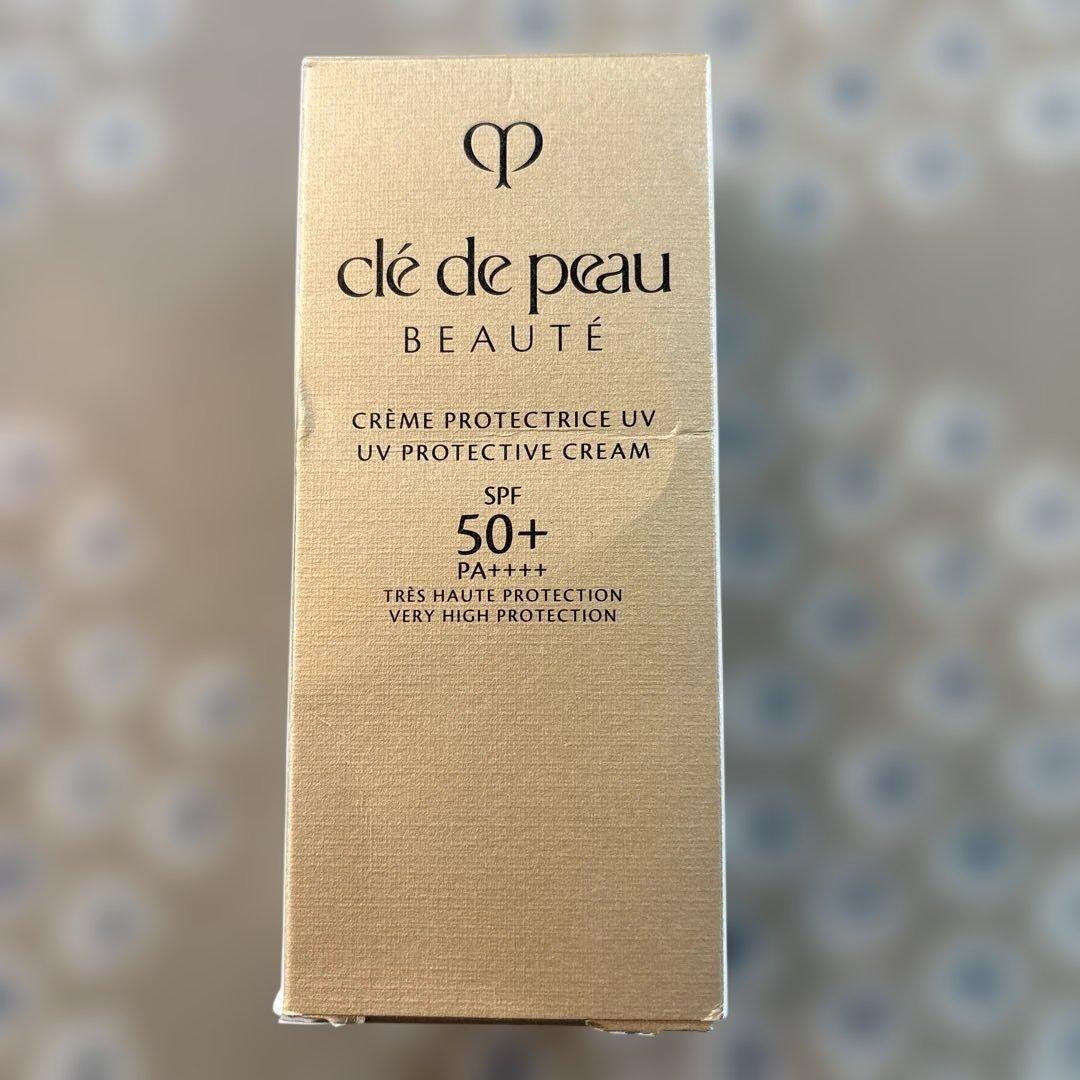 clé de peau
BEAUTÉ
CRÈME PROTECTRICE UV
UV PROTECTIVE CREAM
SPF
50+
PA++++
TRÈS HAUTE PROTECTION
VERY HIGH PROTECTION